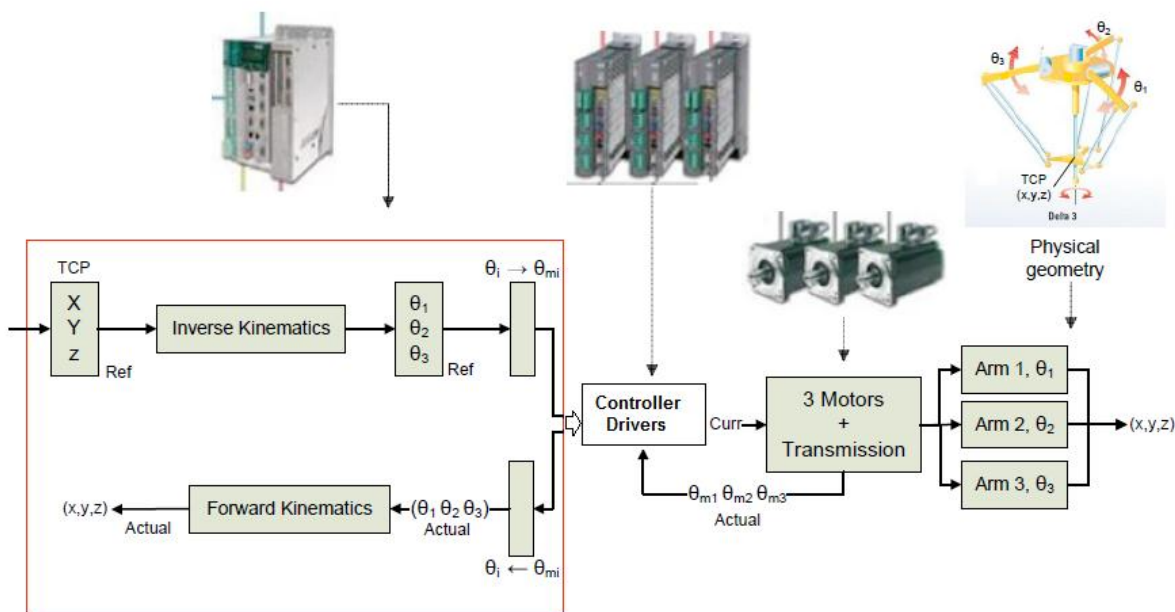 θ₂
θ₃
θ₁
TCP
(x,y,z)
Delta 3
Physical
geometry
TCP
X
Y
z
Ref
Inverse Kinematics
θ₁
θ₂
θ₃
Ref
θᵢ → θₘᵢ
Controller
Drivers
Curr
3 Motors
+
Transmission
Arm 1, θ₁
Arm 2, θ₂
Arm 3, θ₃
(x,y,z)
θₘ₁ θₘ₂ θₘ₃
Actual
(x,y,z)
Actual
Forward Kinematics
(θ₁ θ₂ θ₃)
Actual
θᵢ ← θₘᵢ